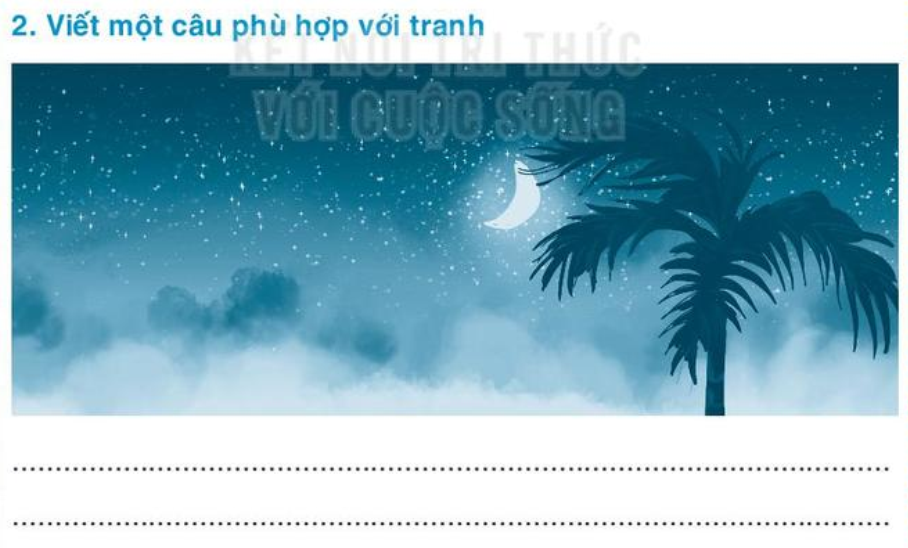 2. Viết một câu phù hợp với tranh
KẾT NỐI TRI THỨC
VỚI CUỘC SỐNG
................................................................................
................................................................................